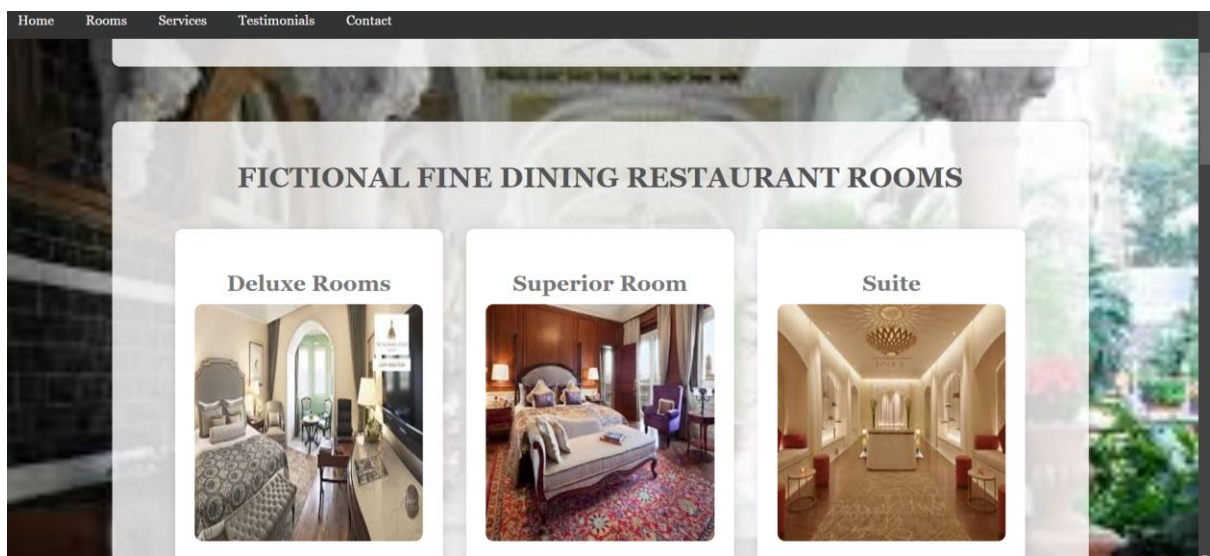 Home Rooms Services Testimonials Contact
FICTIONAL FINE DINING RESTAURANT ROOMS
Deluxe Rooms Superior Room Suite